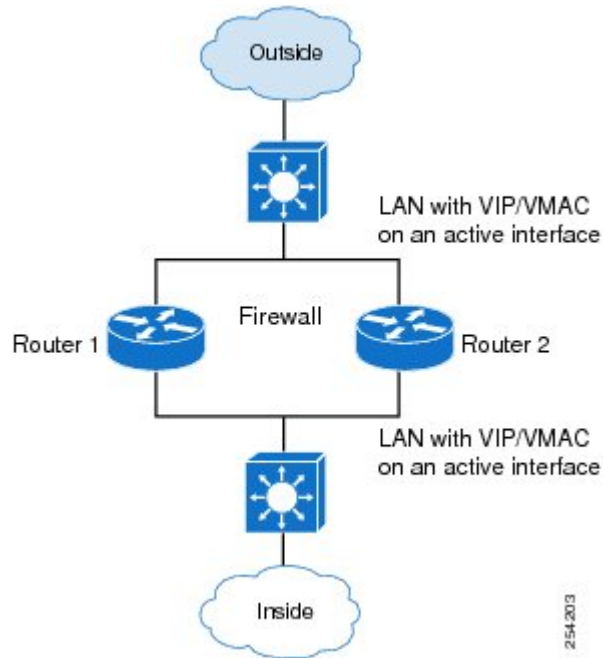 Outside
LAN with VIP/VMAC
on an active interface
Firewall
Router 1
Router 2
LAN with VIP/VMAC
on an active interface
Inside
254203